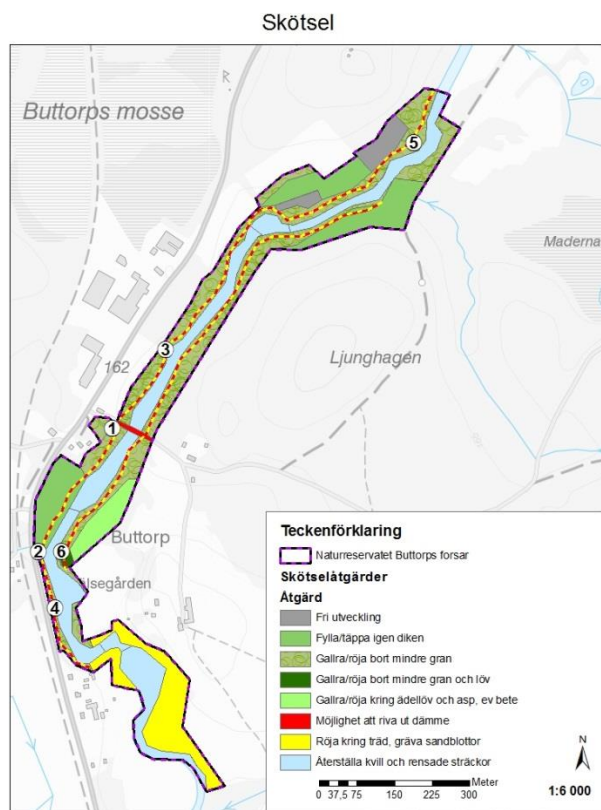 Skötsel
Buttorps mosse
5
Maderna
3
Ljunghagen
162
1
Buttorp
2
6
Ilsegården
4
Teckenförklaring
Naturreservatet Buttorps forsar
Skötselåtgärder
Åtgärd
Fri utveckling
Fylla/täppa igen diken
Gallra/röja bort mindre gran
Gallra/röja bort mindre gran och löv
Gallra/röja kring ädellöv och asp, ev bete
Möjlighet att riva ut dämme
Röja kring träd, gräva sandblottor
Återställa kvill och rensade sträckor
N
Meter
0 37,5 75 150 225 300
1:6 000